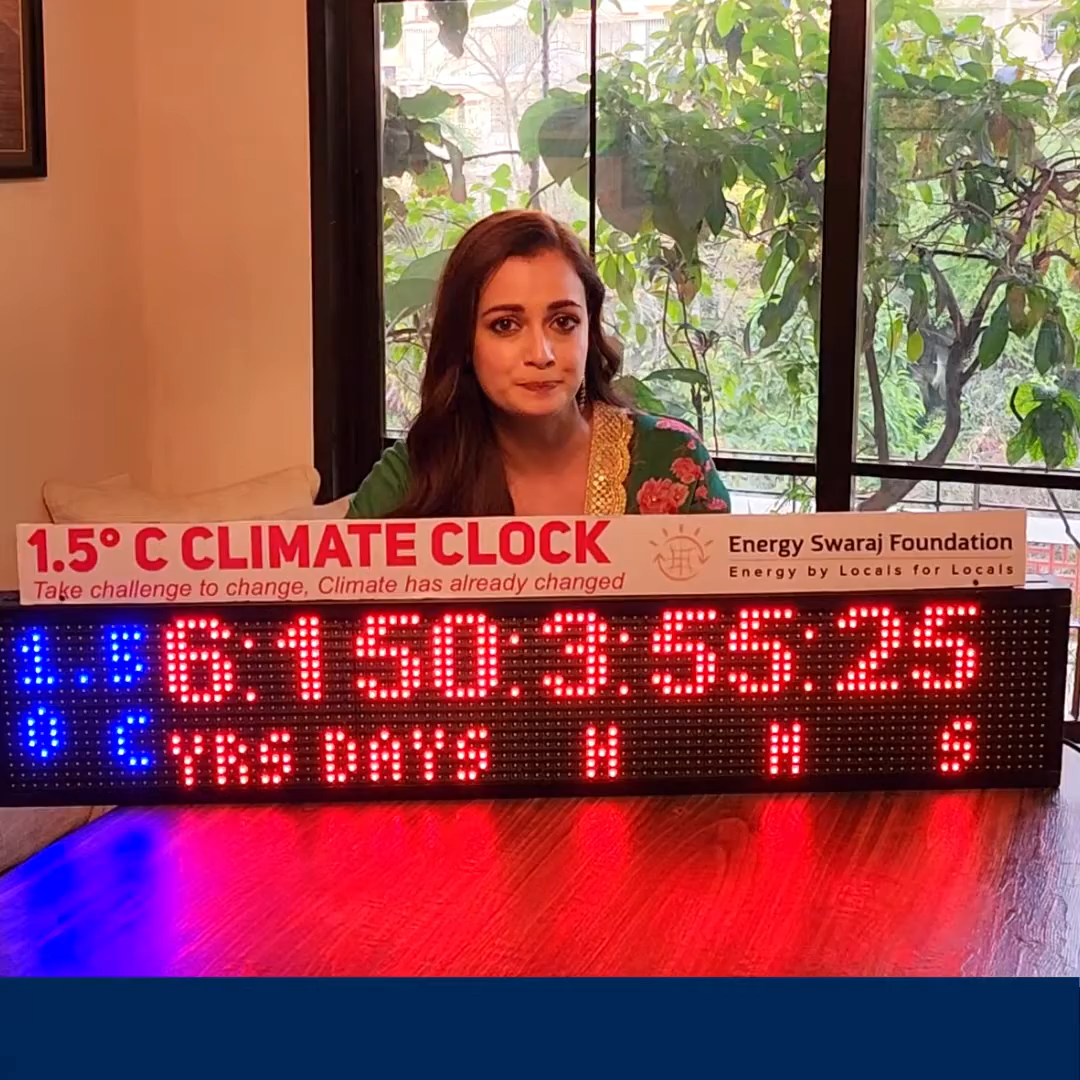 1.5° C CLIMATE CLOCK
Take challenge to change, Climate has already changed
Energy Swaraj Foundation
Energy by Locals for Locals
1.5 6:150:3:55:25
0 C YRS DAYS H M S